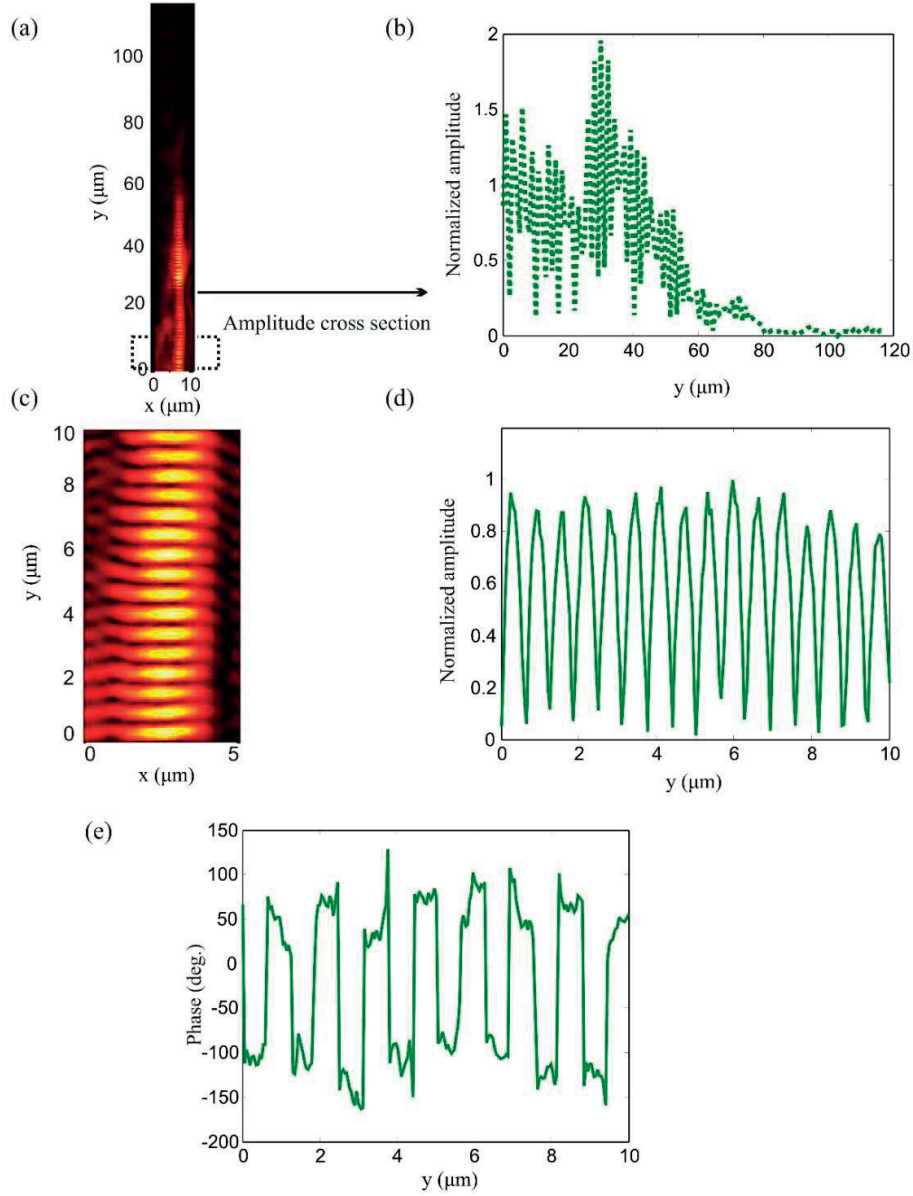 (a)
100
80
60
40
20
0
y (μm)
0 10
x (μm)
Amplitude cross section
(b)
2
1.5
1
0.5
0
Normalized amplitude
0 20 40 60 80 100 120
y (μm)
(c)
10
8
6
4
2
0
y (μm)
0 5
x (μm)
(d)
1
0.8
0.6
0.4
0.2
0
Normalized amplitude
0 2 4 6 8 10
y (μm)
(e)
150
100
50
0
-50
-100
-150
-200
Phase (deg.)
0 2 4 6 8 10
y (μm)